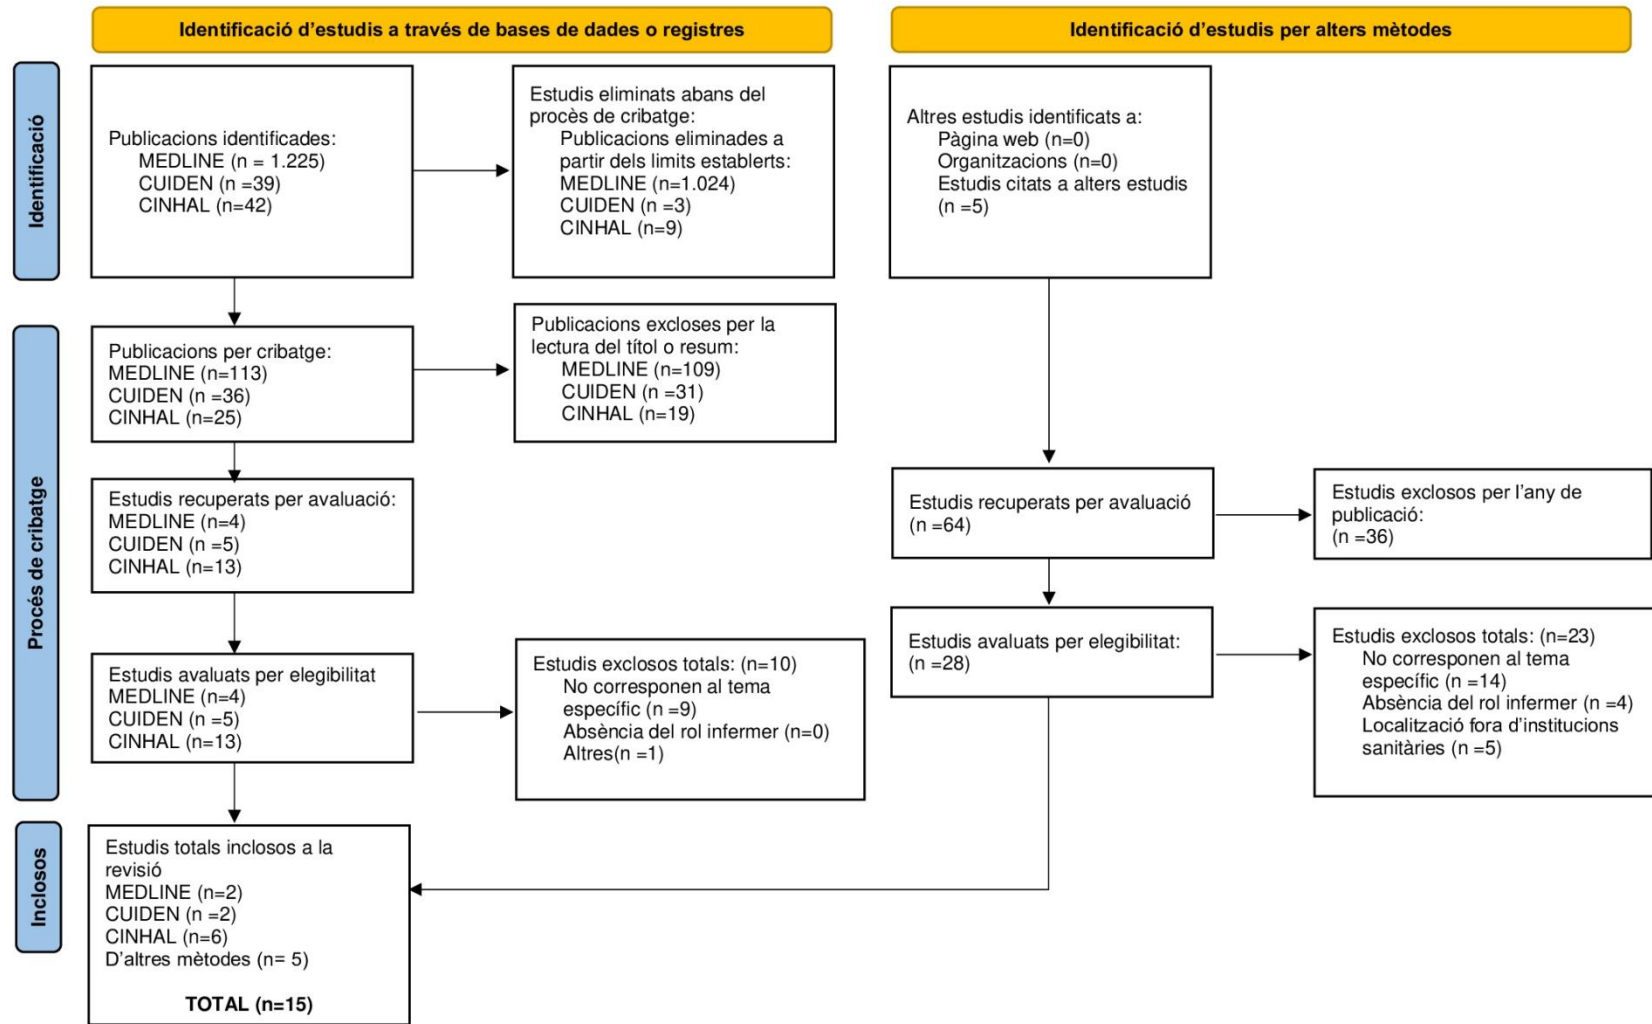 Identificació d'estudis a través de bases de dades o registres
Identificació d'estudis per alters mètodes
Identificació
Publicacions identificades:
MEDLINE (n = 1.225)
CUIDEN (n =39)
CINHAL (n=42)
Estudis eliminats abans del
procès de cribatge:
Publicacions eliminades a
partir dels limits establerts:
MEDLINE (n=1.024)
CUIDEN (n =3)
CINHAL (n=9)
Altres estudis identificats a:
Pàgina web (n=0)
Organitzacions (n=0)
Estudis citats a alters estudis
(n =5)
Procés de cribatge
Publicacions per cribatge:
MEDLINE (n=113)
CUIDEN (n =36)
CINHAL (n=25)
Publicacions excloses per la
lectura del títol o resum:
MEDLINE (n=109)
CUIDEN (n =31)
CINHAL (n=19)
Estudis recuperats per avaluació:
MEDLINE (n=4)
CUIDEN (n =5)
CINHAL (n=13)
Estudis recuperats per avaluació
(n =64)
Estudis exclosos per l'any de
publicació:
(n =36)
Estudis avaluats per elegibilitat
MEDLINE (n=4)
CUIDEN (n =5)
CINHAL (n=13)
Estudis exclosos totals: (n=10)
No corresponen al tema
específic (n =9)
Absència del rol infermer (n=0)
Altres(n =1)
Estudis avaluats per elegibilitat:
(n =28)
Estudis exclosos totals: (n=23)
No corresponen al tema
específic (n =14)
Absència del rol infermer (n =4)
Localització fora d'institucions
sanitàries (n =5)
Inclosos
Estudis totals inclosos a la
revisió
MEDLINE (n=2)
CUIDEN (n =2)
CINHAL (n=6)
D'altres mètodes (n= 5)
TOTAL (n=15)